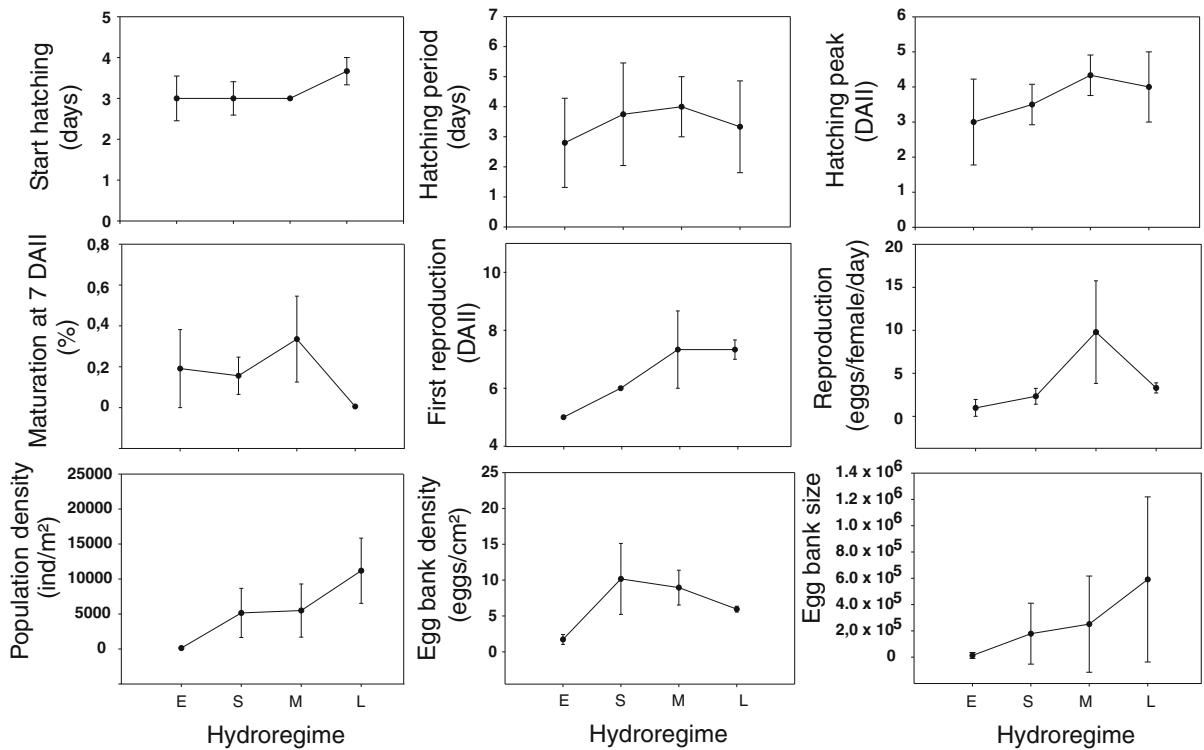 Start hatching
(days)
5
4
3
2
1
0
Hatching period
(days)
7
6
5
4
3
2
1
0
Hatching peak
(DAII)
6
5
4
3
2
1
0
Maturation at 7 DAII
(%)
0,8
0,6
0,4
0,2
0
First reproduction
(DAII)
10
8
6
4
Reproduction
(eggs/female/day)
20
15
10
5
0
Population density
(ind/m²)
25000
20000
15000
10000
5000
0
E S M L
Hydroregime
Egg bank density
(eggs/cm²)
25
20
15
10
5
0
E S M L
Hydroregime
Egg bank size
1.4 x 10⁶
1.2 x 10⁶
1.0 x 10⁶
0.8 x 10⁶
0.6 x 10⁵
0.4 x 10⁵
2,0 x 10⁵
0
E S M L
Hydroregime